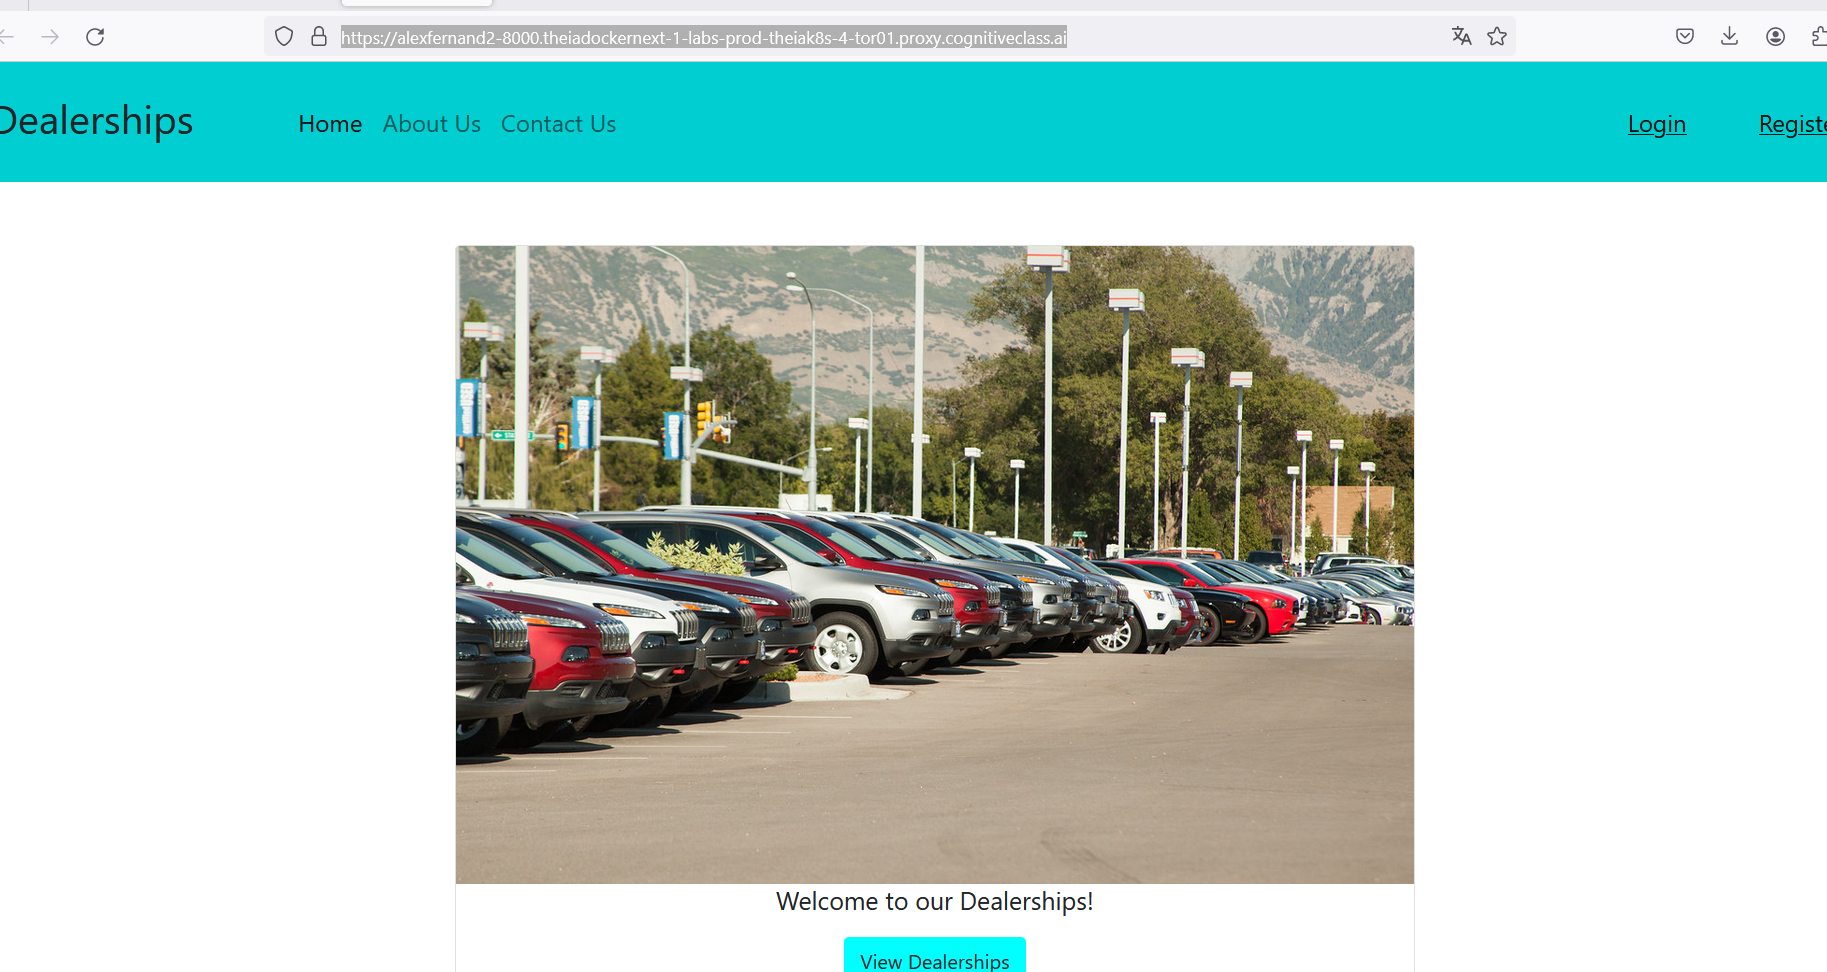 https://alexfernand2-8000.theiadockernext-1-labs-prod-theiak8s-4-tor01.proxy.cognitiveclass.ai
Dealerships Home About Us Contact Us Login Registe
Welcome to our Dealerships!
View Dealerships